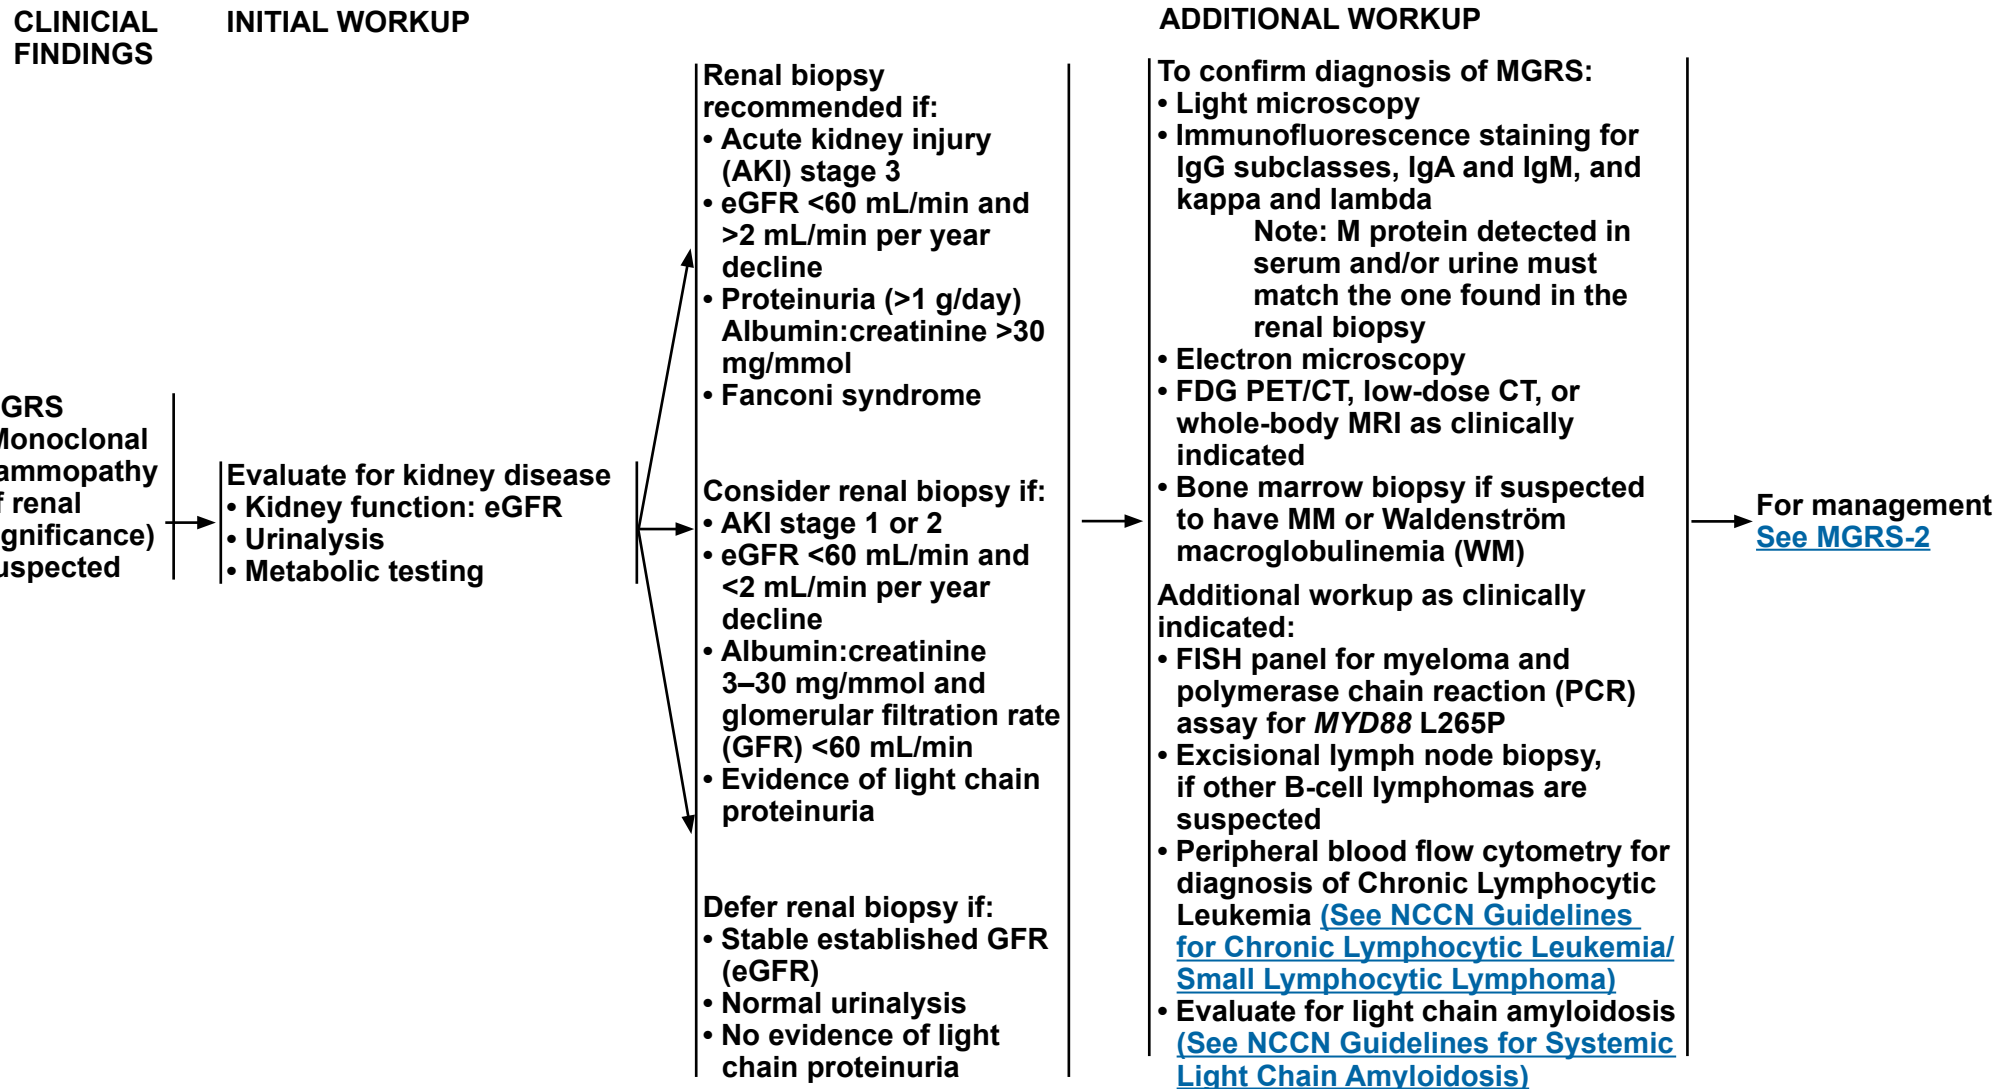 CLINICIAL
FINDINGS
INITIAL WORKUP
ADDITIONAL WORKUP
GRS
Monoclonal
ammopathy
f renal
gnificance)
uspected
Evaluate for kidney disease
• Kidney function: eGFR
• Urinalysis
• Metabolic testing
Renal biopsy
recommended if:
• Acute kidney injury
(AKI) stage 3
• eGFR <60 mL/min and
>2 mL/min per year
decline
• Proteinuria (>1 g/day)
Albumin:creatinine >30
mg/mmol
• Fanconi syndrome
Consider renal biopsy if:
• AKI stage 1 or 2
• eGFR <60 mL/min and
<2 mL/min per year
decline
• Albumin:creatinine
3–30 mg/mmol and
glomerular filtration rate
(GFR) <60 mL/min
• Evidence of light chain
proteinuria
Defer renal biopsy if:
• Stable established GFR
(eGFR)
• Normal urinalysis
• No evidence of light
chain proteinuria
To confirm diagnosis of MGRS:
• Light microscopy
• Immunofluorescence staining for
IgG subclasses, IgA and IgM, and
kappa and lambda
Note: M protein detected in
serum and/or urine must
match the one found in the
renal biopsy
• Electron microscopy
• FDG PET/CT, low-dose CT, or
whole-body MRI as clinically
indicated
• Bone marrow biopsy if suspected
to have MM or Waldenström
macroglobulinemia (WM)
Additional workup as clinically
indicated:
• FISH panel for myeloma and
polymerase chain reaction (PCR)
assay for MYD88 L265P
• Excisional lymph node biopsy,
if other B-cell lymphomas are
suspected
• Peripheral blood flow cytometry for
diagnosis of Chronic Lymphocytic
Leukemia (See NCCN Guidelines
for Chronic Lymphocytic Leukemia/
Small Lymphocytic Lymphoma)
• Evaluate for light chain amyloidosis
(See NCCN Guidelines for Systemic
Light Chain Amyloidosis)
For management
See MGRS-2